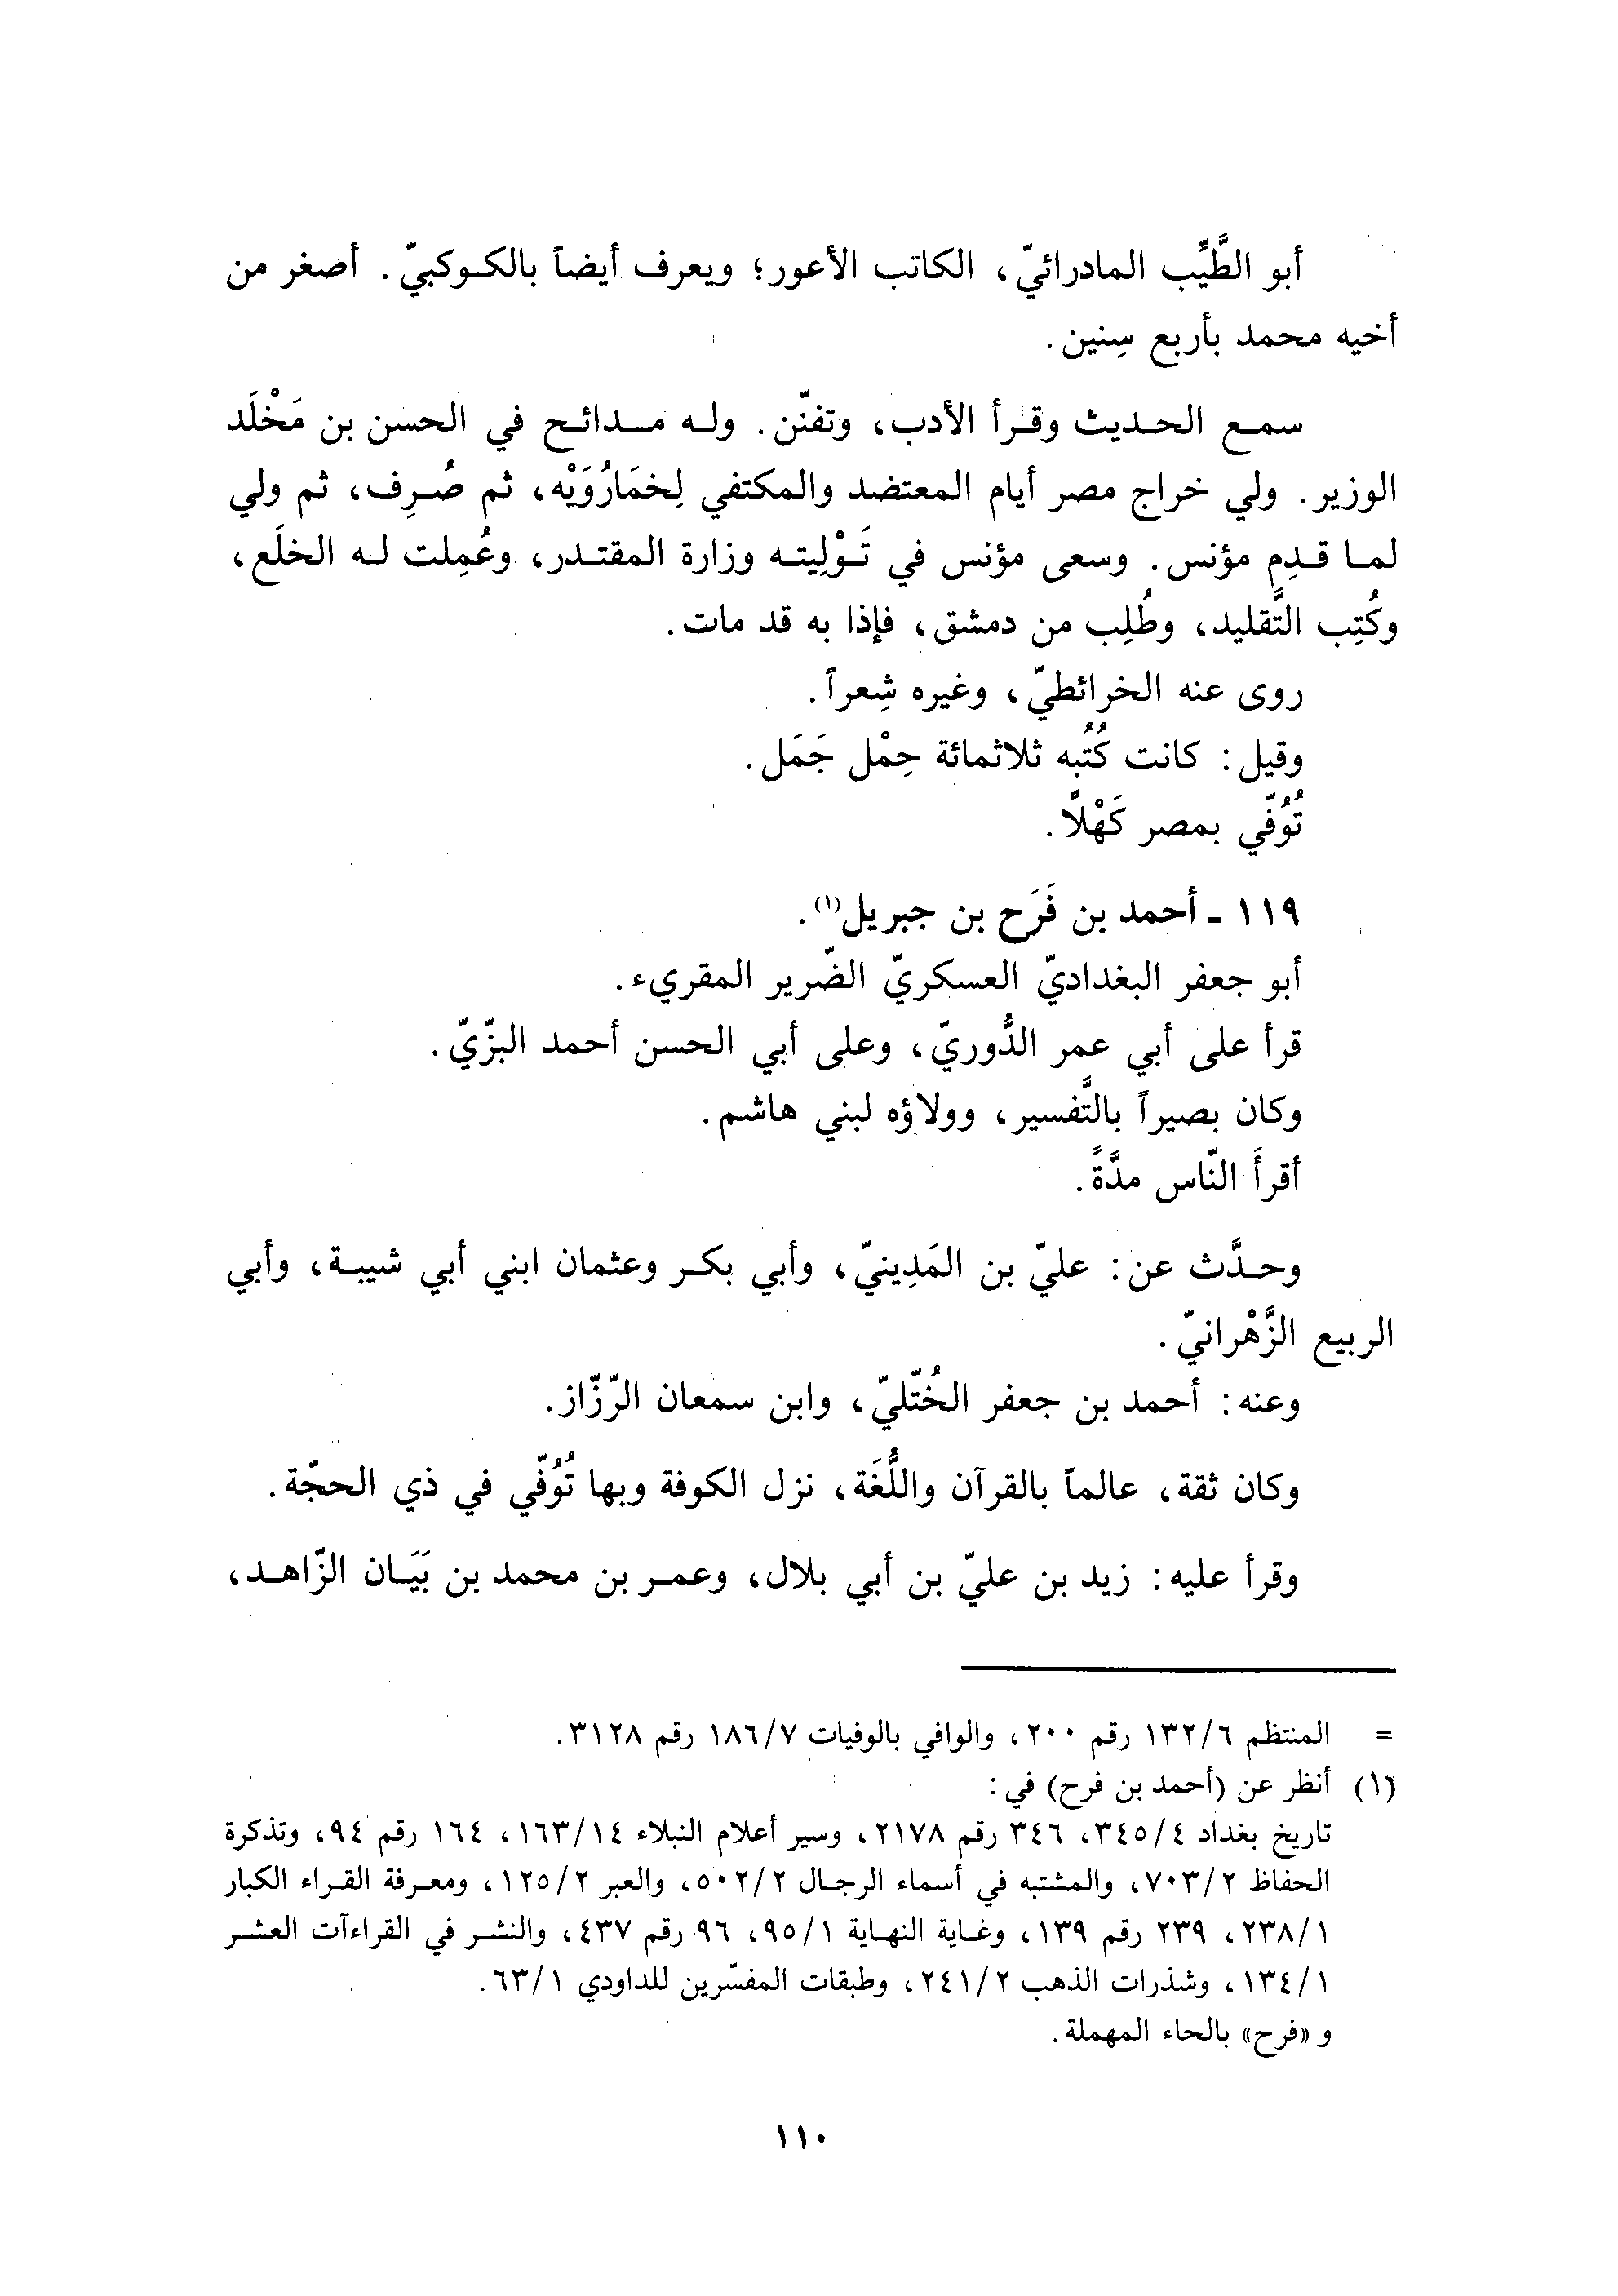 أبو الطَّيِّب المادرائيّ، الكاتب الأعور؛ ويعرف أيضاً بالكوكبيّ. أصغر من
أخيه محمد بأربع سِنين.
سمع الحديث وقرأ الأدب، وتفنّن. وله مدائح في الحسن بن مَخْلَد
الوزير. ولي خراج مصر أيام المعتضد والمكتفي لِخمَارُوَيْه، ثم صُرِف، ثم ولي
لما قدِم مؤنس. وسعى مؤنس في تَوْلِيته وزارة المقتدر، وعُمِلت له الخلَع،
وكُتِب التَّقليد، وطُلِب من دمشق، فإذا به قد مات.
روى عنه الخرائطيّ، وغيره شِعراً.
وقيل: كانت كُتُبه ثلاثمائة حِمْل جَمَل.
تُوُفّي بمصر كَهْلاً.
١١٩ - أحمد بن فَرَح بن جبريل(١).
أبو جعفر البغداديّ العسكريّ الضّرير المقريء.
قرأ على أبي عمر الدُّوريّ، وعلى أبي الحسن أحمد البزّيّ.
وكان بصيراً بالتَّفسير، وولاؤه لبني هاشم.
أقرأَ النّاس مدَّةً.
وحدَّث عن: عليّ بن المَدِينيّ، وأبي بكر وعثمان ابني أبي شيبة، وأبي
الربيع الزَّهْرانيّ.
وعنه: أحمد بن جعفر الخُتّليّ، وابن سمعان الرّزّاز.
وكان ثقة، عالماً بالقرآن واللُّغَة، نزل الكوفة وبها تُوُفّي في ذي الحجّة.
وقرأ عليه: زيد بن عليّ بن أبي بلال، وعمر بن محمد بن بَيَان الزّاهد،
= المنتظم ١٣٢/٦ رقم ٢٠٠، والوافي بالوفيات ١٨٦/٧ رقم ٣١٢٨.
(١) أنظر عن (أحمد بن فرح) في:
تاريخ بغداد ٣٤٥/٤، ٣٤٦ رقم ٢١٧٨، وسير أعلام النبلاء ١٦٣/١٤، ١٦٤ رقم ٩٤، وتذكرة
الحفاظ ٧٠٣/٢، والمشتبه في أسماء الرجال ٥٠٢/٢، والعبر ١٢٥/٢، ومعرفة القراء الكبار
٢٣٨/١، ٢٣٩ رقم ١٣٩، وغاية النهاية ٩٥/١، ٩٦ رقم ٤٣٧، والنشر في القراءآت العشر
١٣٤/١، وشذرات الذهب ٢٤١/٢، وطبقات المفسّرين للداودي ٦٣/١.
و «فرح» بالحاء المهملة.
١١٠